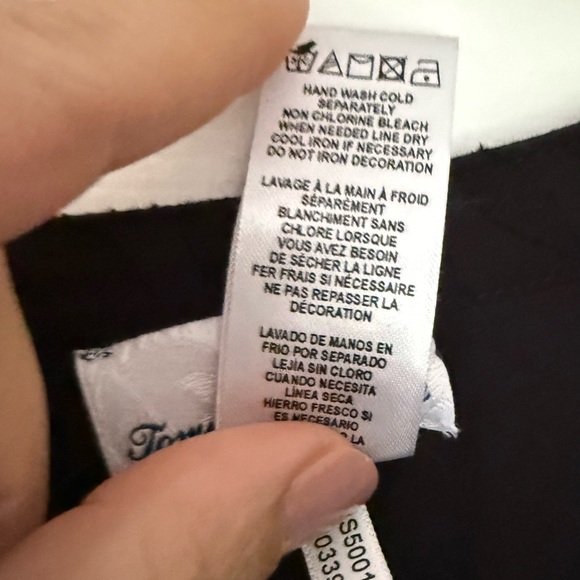 HAND WASH COLD
SEPARATELY
NON CHLORINE BLEACH
WHEN NEEDED LINE DRY
COOL IRON IF NECESSARY
DO NOT IRON DECORATION
LAVAGE À LA MAIN À FROID
SÉPARÉMENT
BLANCHIMENT SANS
CHLORE LORSQUE
VOUS AVEZ BESOIN
DE SÉCHER LA LIGNE
FER FRAIS SI NÉCESSAIRE
NE PAS REPASSER LA
DÉCORATION
LAVADO DE MANOS EN
FRIO POR SEPARADO
LEJÍA SIN CLORO
CUANDO NECESITA
LÍNEA SECA
HIERRO FRESCO SI
ES NECESARIO
LA